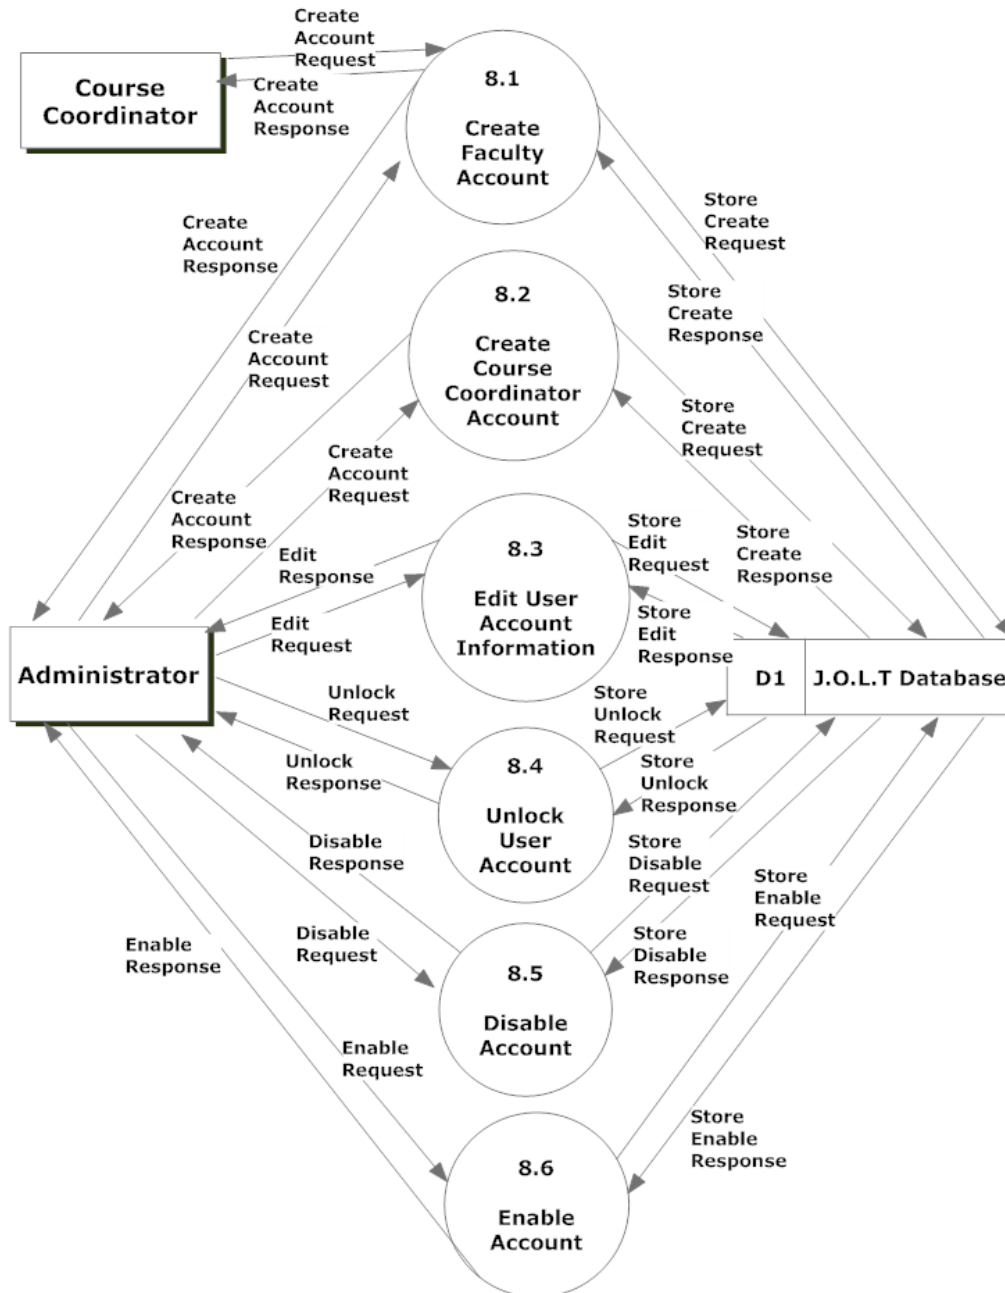 Create
Account
Request
Course
Coordinator
Create
Account
Response
8.1
Create
Faculty
Account
Create
Account
Response
Store
Create
Request
Create
Account
Request
Store
Create
Response
8.2
Create
Course
Coordinator
Account
Create
Account
Request
Store
Create
Request
Create
Account
Response
Store
Create
Response
Edit
Response
Edit
Request
8.3
Edit User
Account
Information
Store
Edit
Request
Store
Edit
Response
Administrator
D1
J.O.L.T Database
Unlock
Request
Unlock
Response
8.4
Unlock
User
Account
Store
Unlock
Request
Store
Unlock
Response
Disable
Response
Disable
Request
8.5
Disable
Account
Store
Disable
Request
Store
Disable
Response
Enable
Response
Enable
Request
8.6
Enable
Account
Store
Enable
Request
Store
Enable
Response